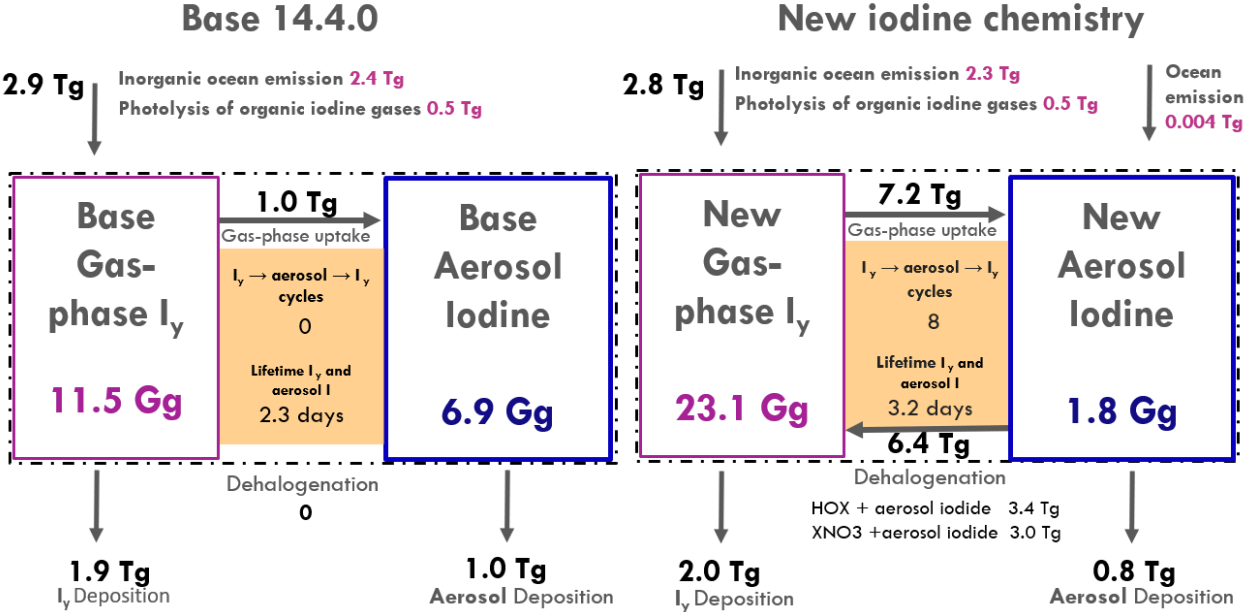 Base 14.4.0
2.9 Tg
Inorganic ocean emission 2.4 Tg
Photolysis of organic iodine gases 0.5 Tg
Base
Gas-
phase Iy
11.5 Gg
1.0 Tg
Gas-phase uptake
Iy → aerosol → Iy
cycles
0
Lifetime Iy and
aerosol I
2.3 days
Base
Aerosol
Iodine
6.9 Gg
Dehalogenation
0
1.9 Tg
Iy Deposition
1.0 Tg
Aerosol Deposition
New iodine chemistry
2.8 Tg
Inorganic ocean emission 2.3 Tg
Photolysis of organic iodine gases 0.5 Tg
Ocean
emission
0.004 Tg
New
Gas-
phase Iy
23.1 Gg
7.2 Tg
Gas-phase uptake
Iy → aerosol → Iy
cycles
8
Lifetime Iy and
aerosol I
3.2 days
6.4 Tg
New
Aerosol
Iodine
1.8 Gg
Dehalogenation
HOX + aerosol iodide 3.4 Tg
XNO3 +aerosol iodide 3.0 Tg
2.0 Tg
Iy Deposition
0.8 Tg
Aerosol Deposition